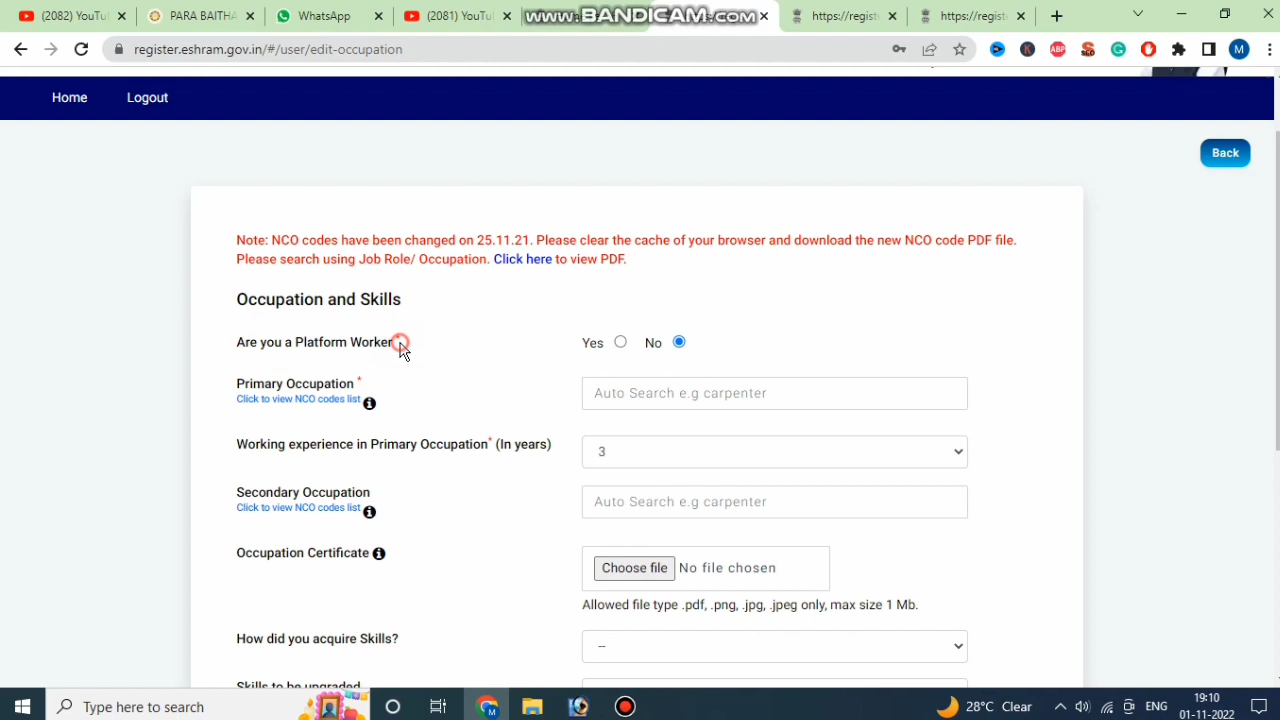 (2082) YouTu
PARA BAITHA
WhatsApp
(2081) YouTu
www.BANDICAM.com
https://regist
https://regist
register.eshram.gov.in/#/user/edit-occupation
Home
Logout
Back
Note: NCO codes have been changed on 25.11.21. Please clear the cache of your browser and download the new NCO code PDF file.
Please search using Job Role/ Occupation. Click here to view PDF.
Occupation and Skills
Are you a Platform Worker
Yes
No
Primary Occupation *
Click to view NCO codes list
Auto Search e.g carpenter
Working experience in Primary Occupation* (In years)
3
Secondary Occupation
Click to view NCO codes list
Auto Search e.g carpenter
Occupation Certificate
Choose file No file chosen
Allowed file type .pdf, .png, .jpg, .jpeg only, max size 1 Mb.
How did you acquire Skills?
--
Skills to be upgraded
Type here to search
28°C Clear
ENG
19:10
01-11-2022